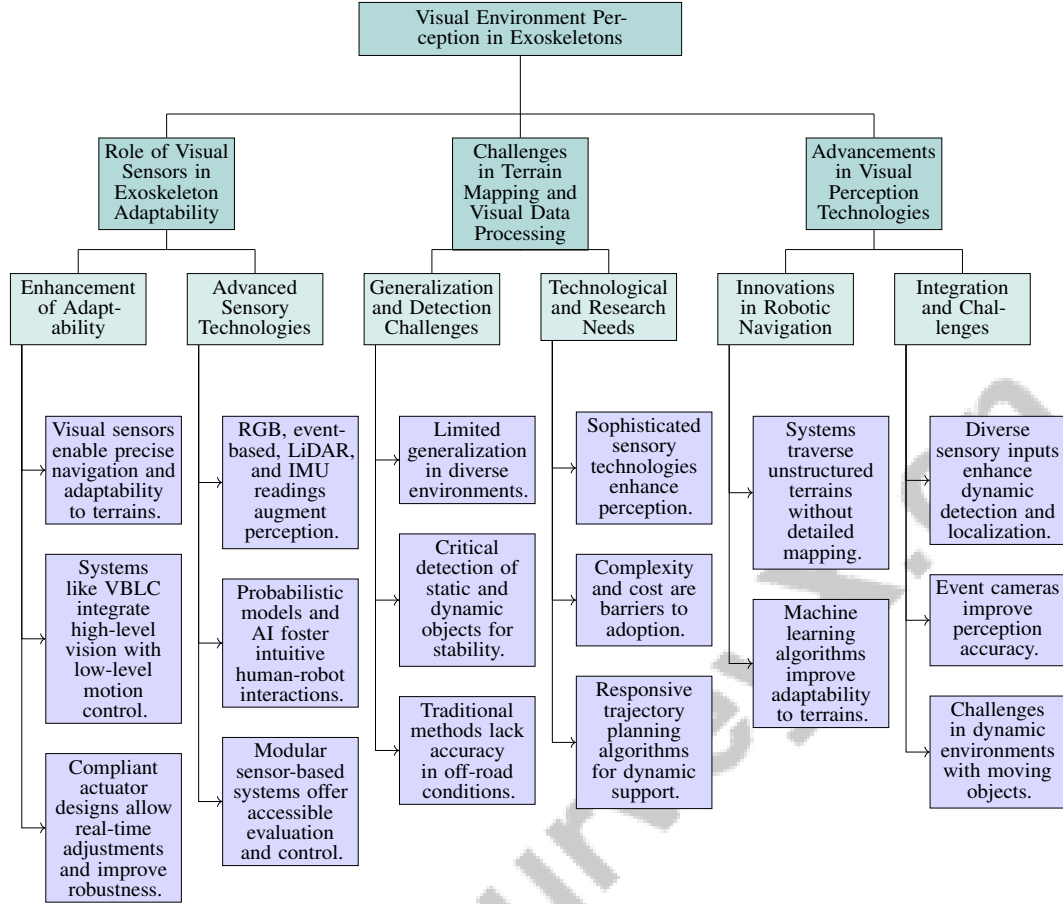 Visual Environment Per-
ception in Exoskeletons
Role of Visual
Sensors in
Exoskeleton
Adaptability
Challenges
in Terrain
Mapping and
Visual Data
Processing
Advancements
in Visual
Perception
Technologies
Enhancement
of Adapt-
ability
Advanced
Sensory
Technologies
Generalization
and Detection
Challenges
Technological
and Research
Needs
Innovations
in Robotic
Navigation
Integration
and Chal-
lenges
Visual sensors
enable precise
navigation and
adaptability
to terrains.
Systems
like VBLC
integrate
high-level
vision with
low-level
motion
control.
Compliant
actuator
designs allow
real-time
adjustments
and improve
robustness.
RGB, event-
based, LiDAR,
and IMU
readings
augment
perception.
Probabilistic
models and
AI foster
intuitive
human-robot
interactions.
Modular
sensor-based
systems offer
accessible
evaluation
and control.
Limited
generalization
in diverse
environments.
Critical
detection of
static and
dynamic
objects for
stability.
Traditional
methods lack
accuracy
in off-road
conditions.
Sophisticated
sensory
technologies
enhance
perception.
Complexity
and cost are
barriers to
adoption.
Responsive
trajectory
planning
algorithms
for dynamic
support.
Systems
traverse
unstructured
terrains
without
detailed
mapping.
Machine
learning
algorithms
improve
adaptability
to terrains.
Diverse
sensory inputs
enhance
dynamic
detection and
localization.
Event cameras
improve
perception
accuracy.
Challenges
in dynamic
environments
with moving
objects.